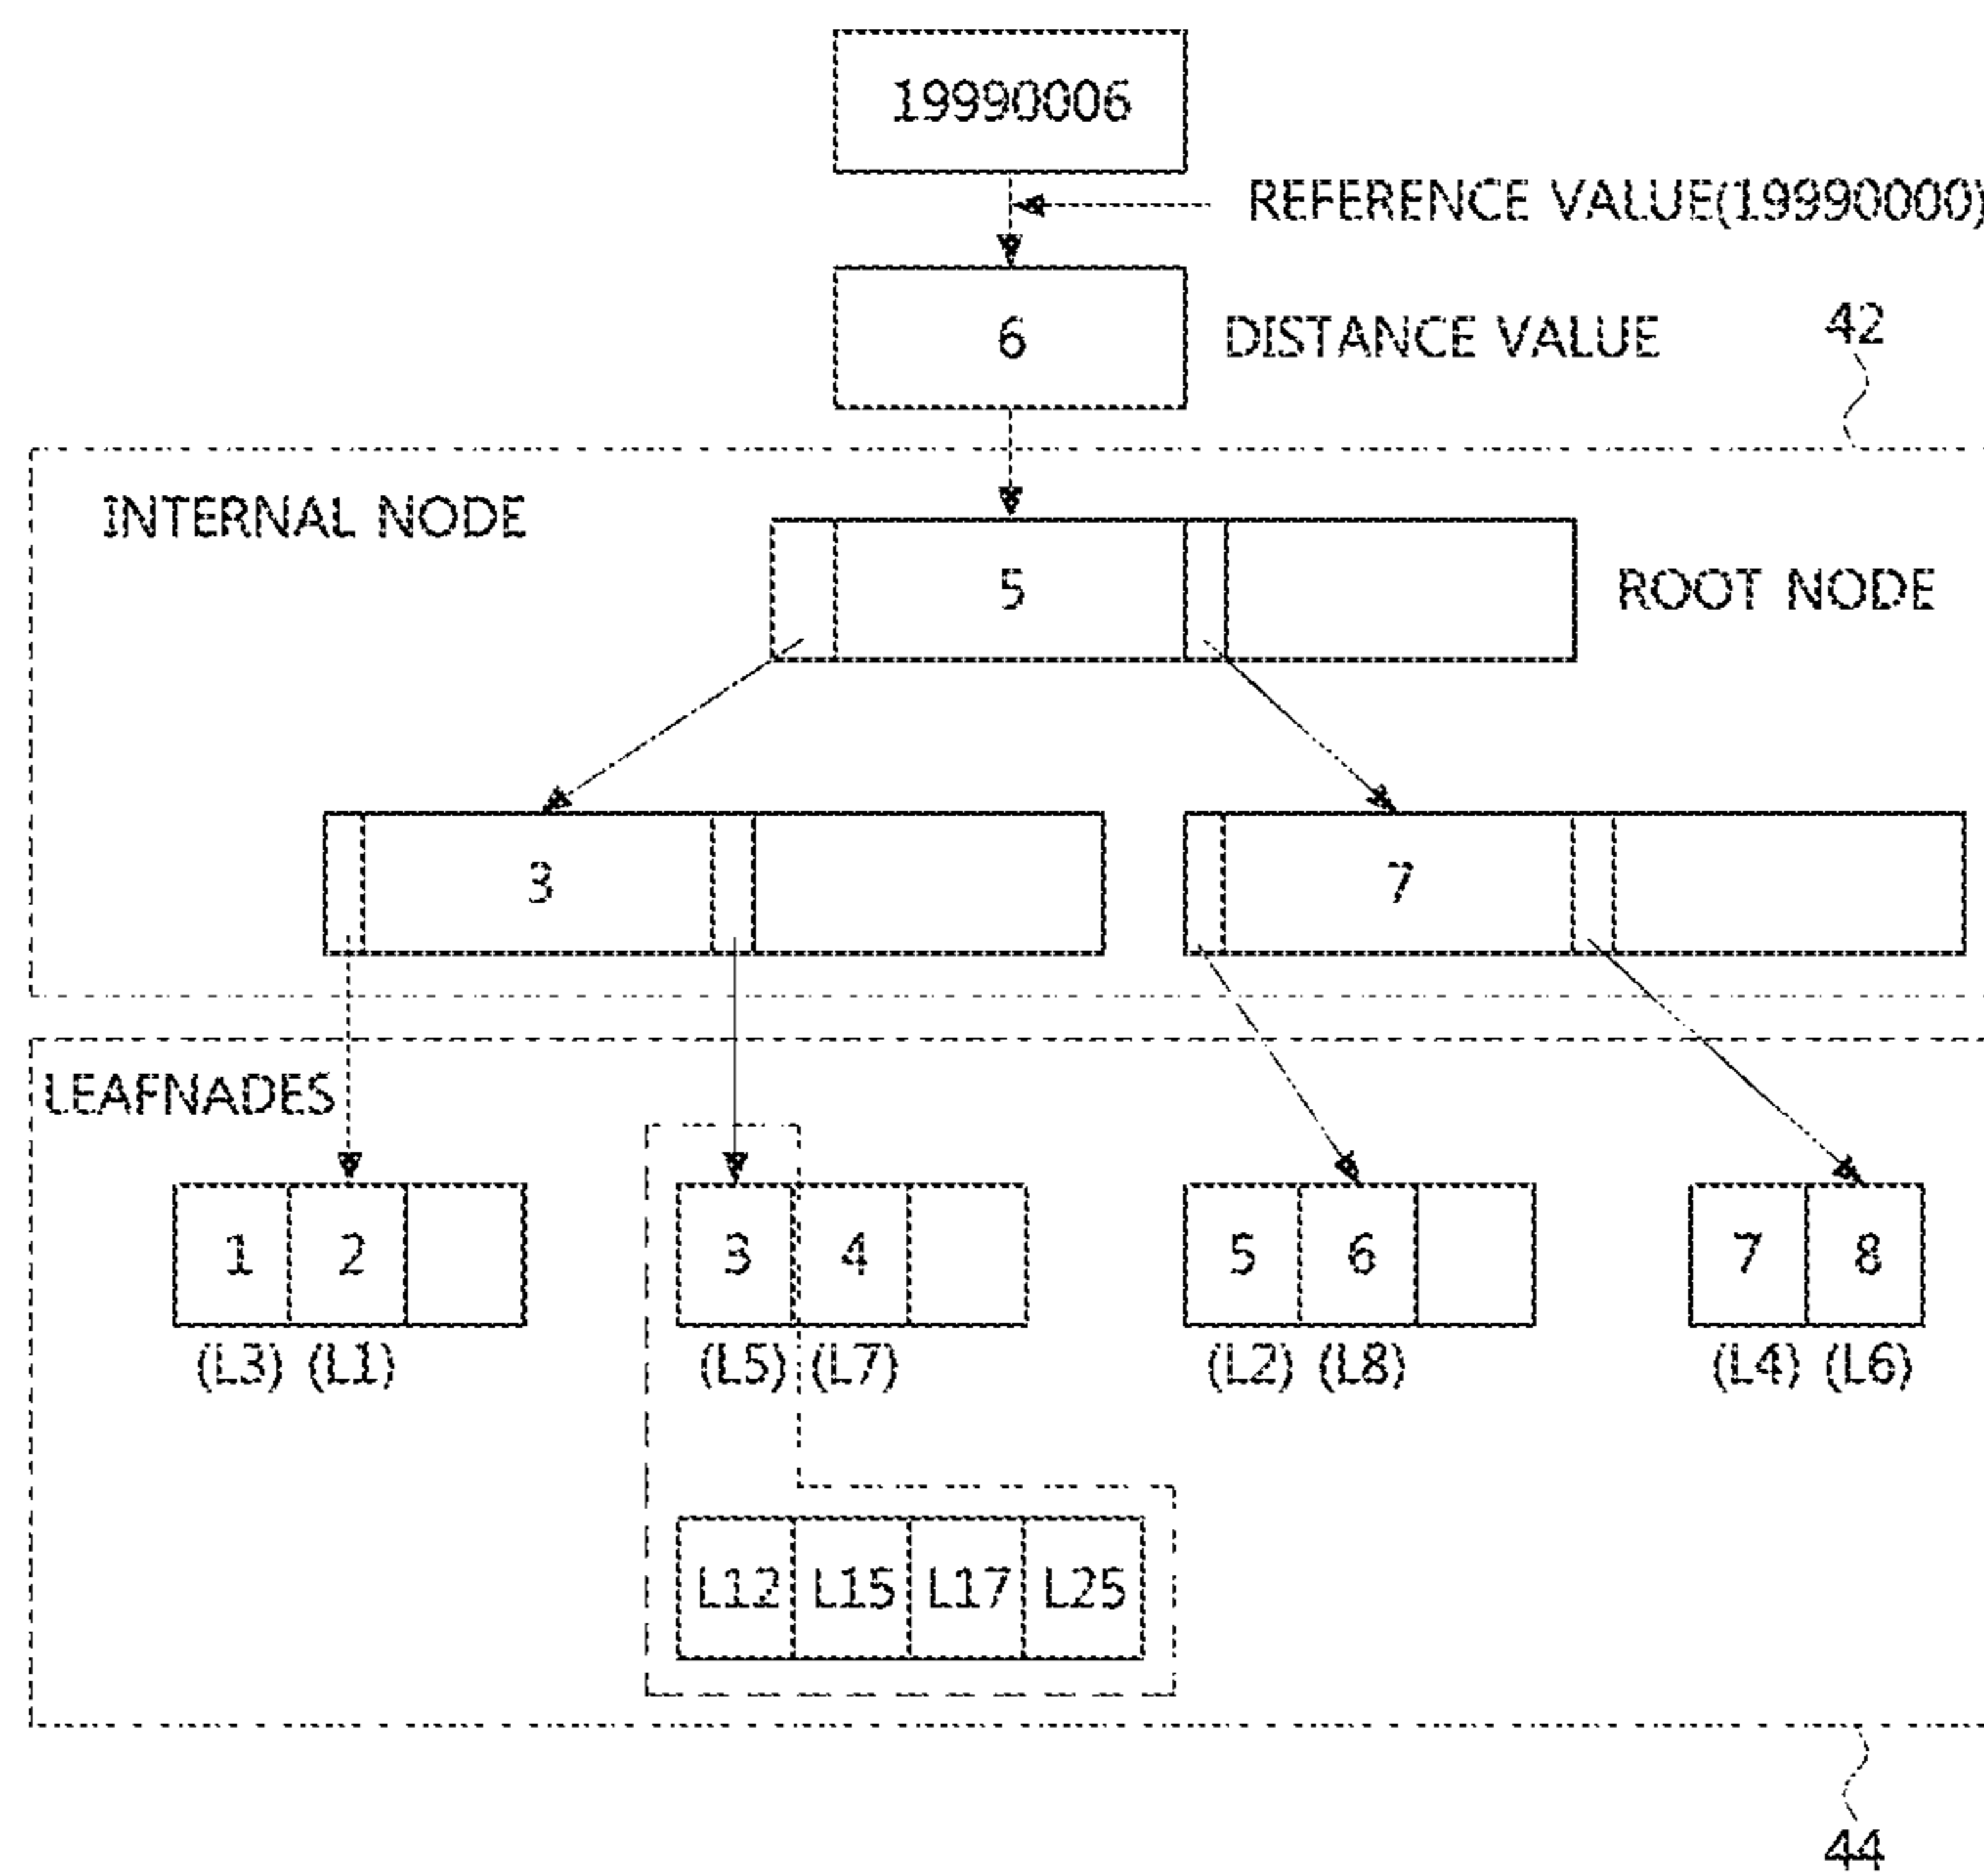 19990006
REFERENCE VALUE(19990000)
6 DISTANCE VALUE 42
INTERNAL NODE
5 ROOT NODE
3 7
LEAFNADES
1 2 3 4 5 6 7 8
(L3) (L1) (L5) (L7) (L2) (L8) (L4) (L6)
L12 L15 L17 L25
44